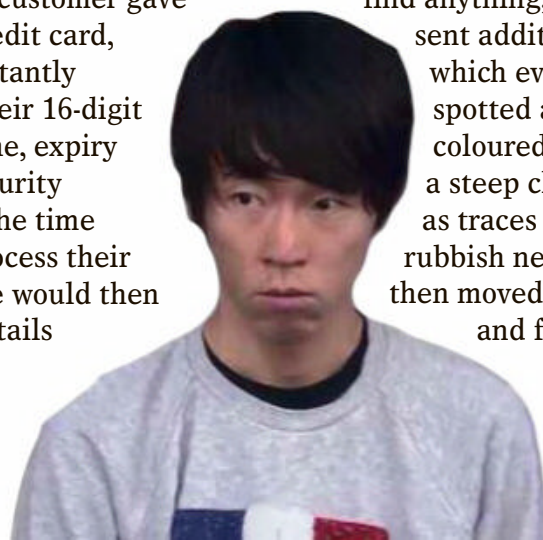 customer gave
edit card,
tantly
eir 16-digit
e, expiry
urity
he time
ocess their
e would then
tails
find anything,
sent addit
which ev
spotted a
coloured
a steep cl
as traces
rubbish ne
then moved
and f